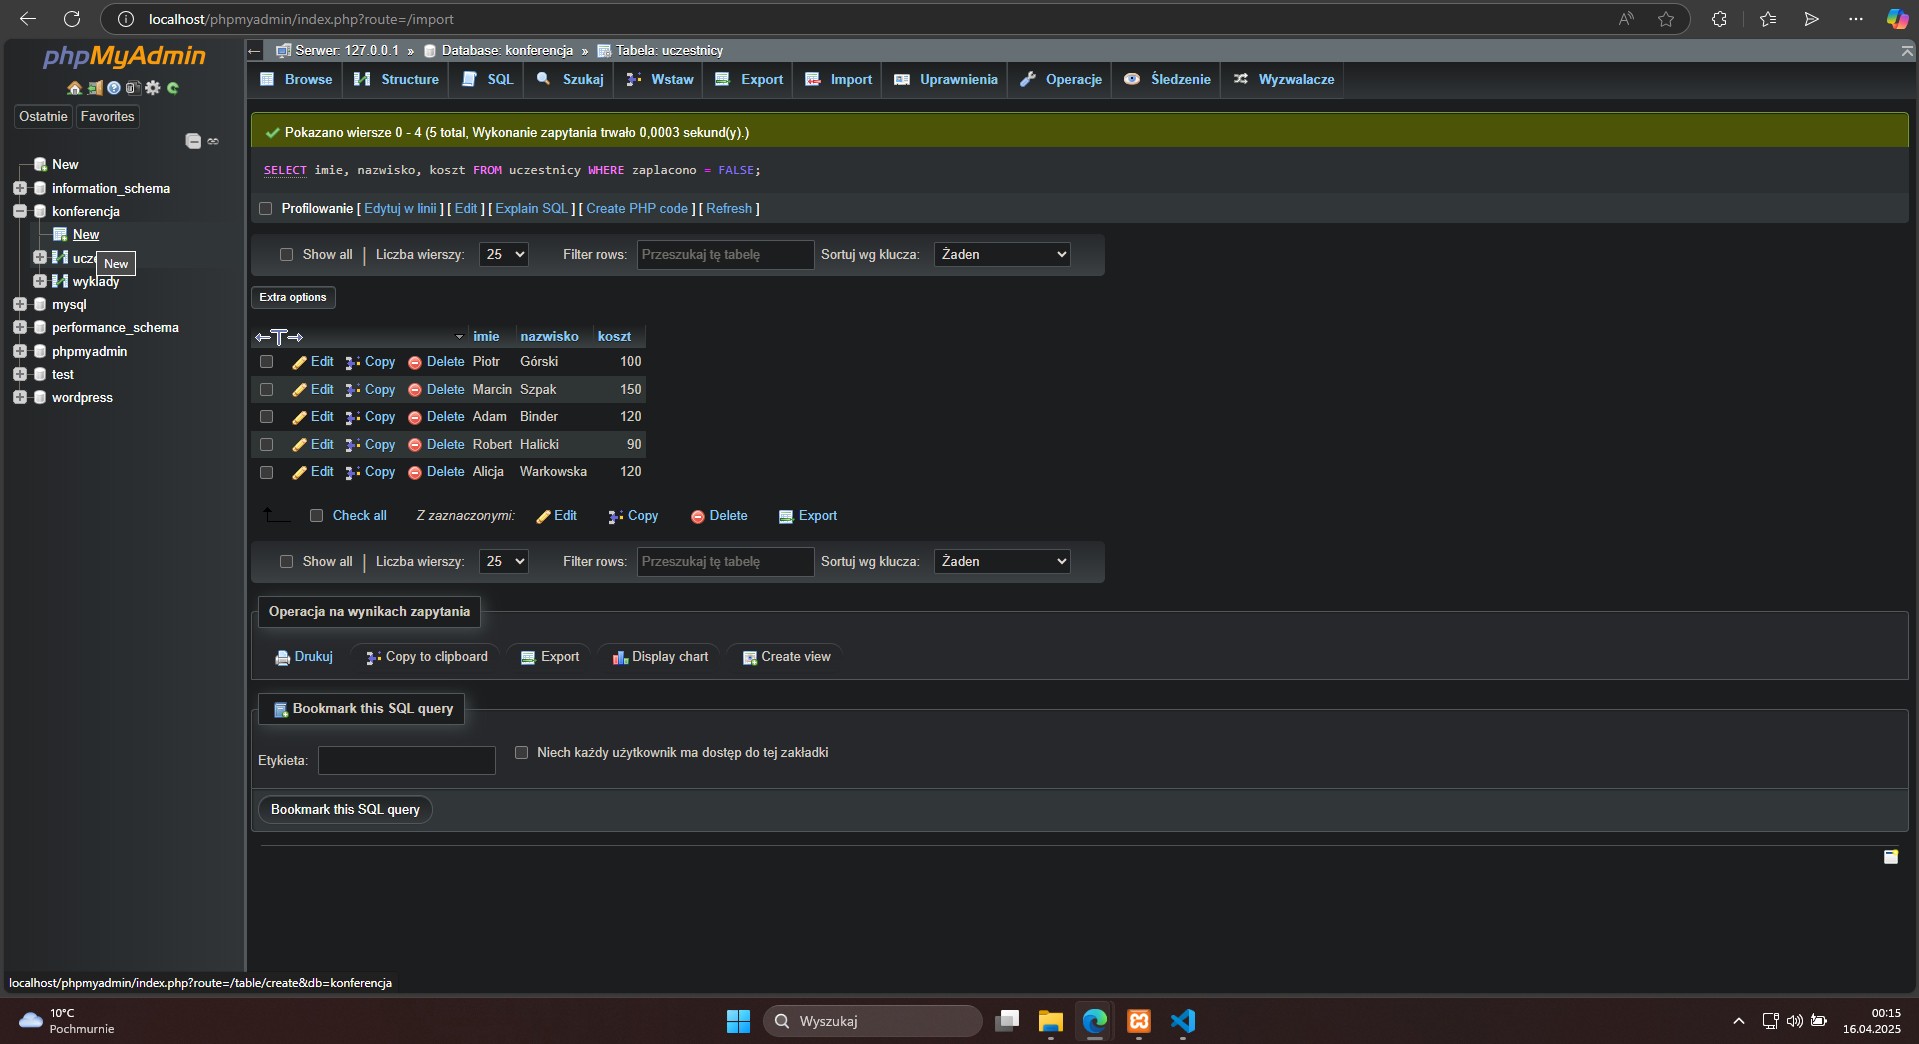 localhost/phpmyadmin/index.php?route=/import
phpMyAdmin
Ostatnie Favorites
New
information_schema
konferencja
New
ucze
New
wyklady
mysql
performance_schema
phpmyadmin
test
wordpress
Serwer: 127.0.0.1 » Database: konferencja » Tabela: uczestnicy
Browse Structure SQL Szukaj Wstaw Export Import Uprawnienia Operacje Śledzenie Wyzwalacze
Pokazano wiersze 0 - 4 (5 total, Wykonanie zapytania trwało 0,0003 sekund(y).)
SELECT imie, nazwisko, koszt FROM uczestnicy WHERE zaplacono = FALSE;
Profilowanie [ Edytuj w linii ] [ Edit ] [ Explain SQL ] [ Create PHP code ] [ Refresh ]
Show all | Liczba wierszy: 25 Filter rows: Przeszukaj tę tabelę Sortuj wg klucza: Żaden
Extra options
imie nazwisko koszt
Edit Copy Delete Piotr Górski 100
Edit Copy Delete Marcin Szpak 150
Edit Copy Delete Adam Binder 120
Edit Copy Delete Robert Halicki 90
Edit Copy Delete Alicja Warkowska 120
Check all Z zaznaczonymi: Edit Copy Delete Export
Show all | Liczba wierszy: 25 Filter rows: Przeszukaj tę tabelę Sortuj wg klucza: Żaden
Operacja na wynikach zapytania
Drukuj Copy to clipboard Export Display chart Create view
Bookmark this SQL query
Etykieta: Niech każdy użytkownik ma dostęp do tej zakładki
Bookmark this SQL query
localhost/phpmyadmin/index.php?route=/table/create&db=konferencja
10°C
Pochmurnie
Wyszukaj
00:15
16.04.2025